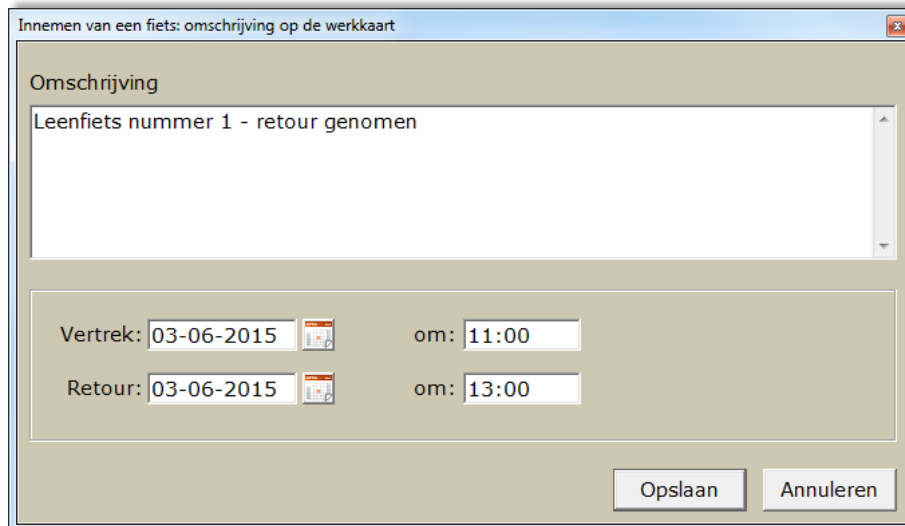 Innemen van een fiets: omschrijving op de werkkaart
Omschrijving
Leenfiets nummer 1 - retour genomen
Vertrek: 03-06-2015 om: 11:00
Retour: 03-06-2015 om: 13:00
Opslaan Annuleren